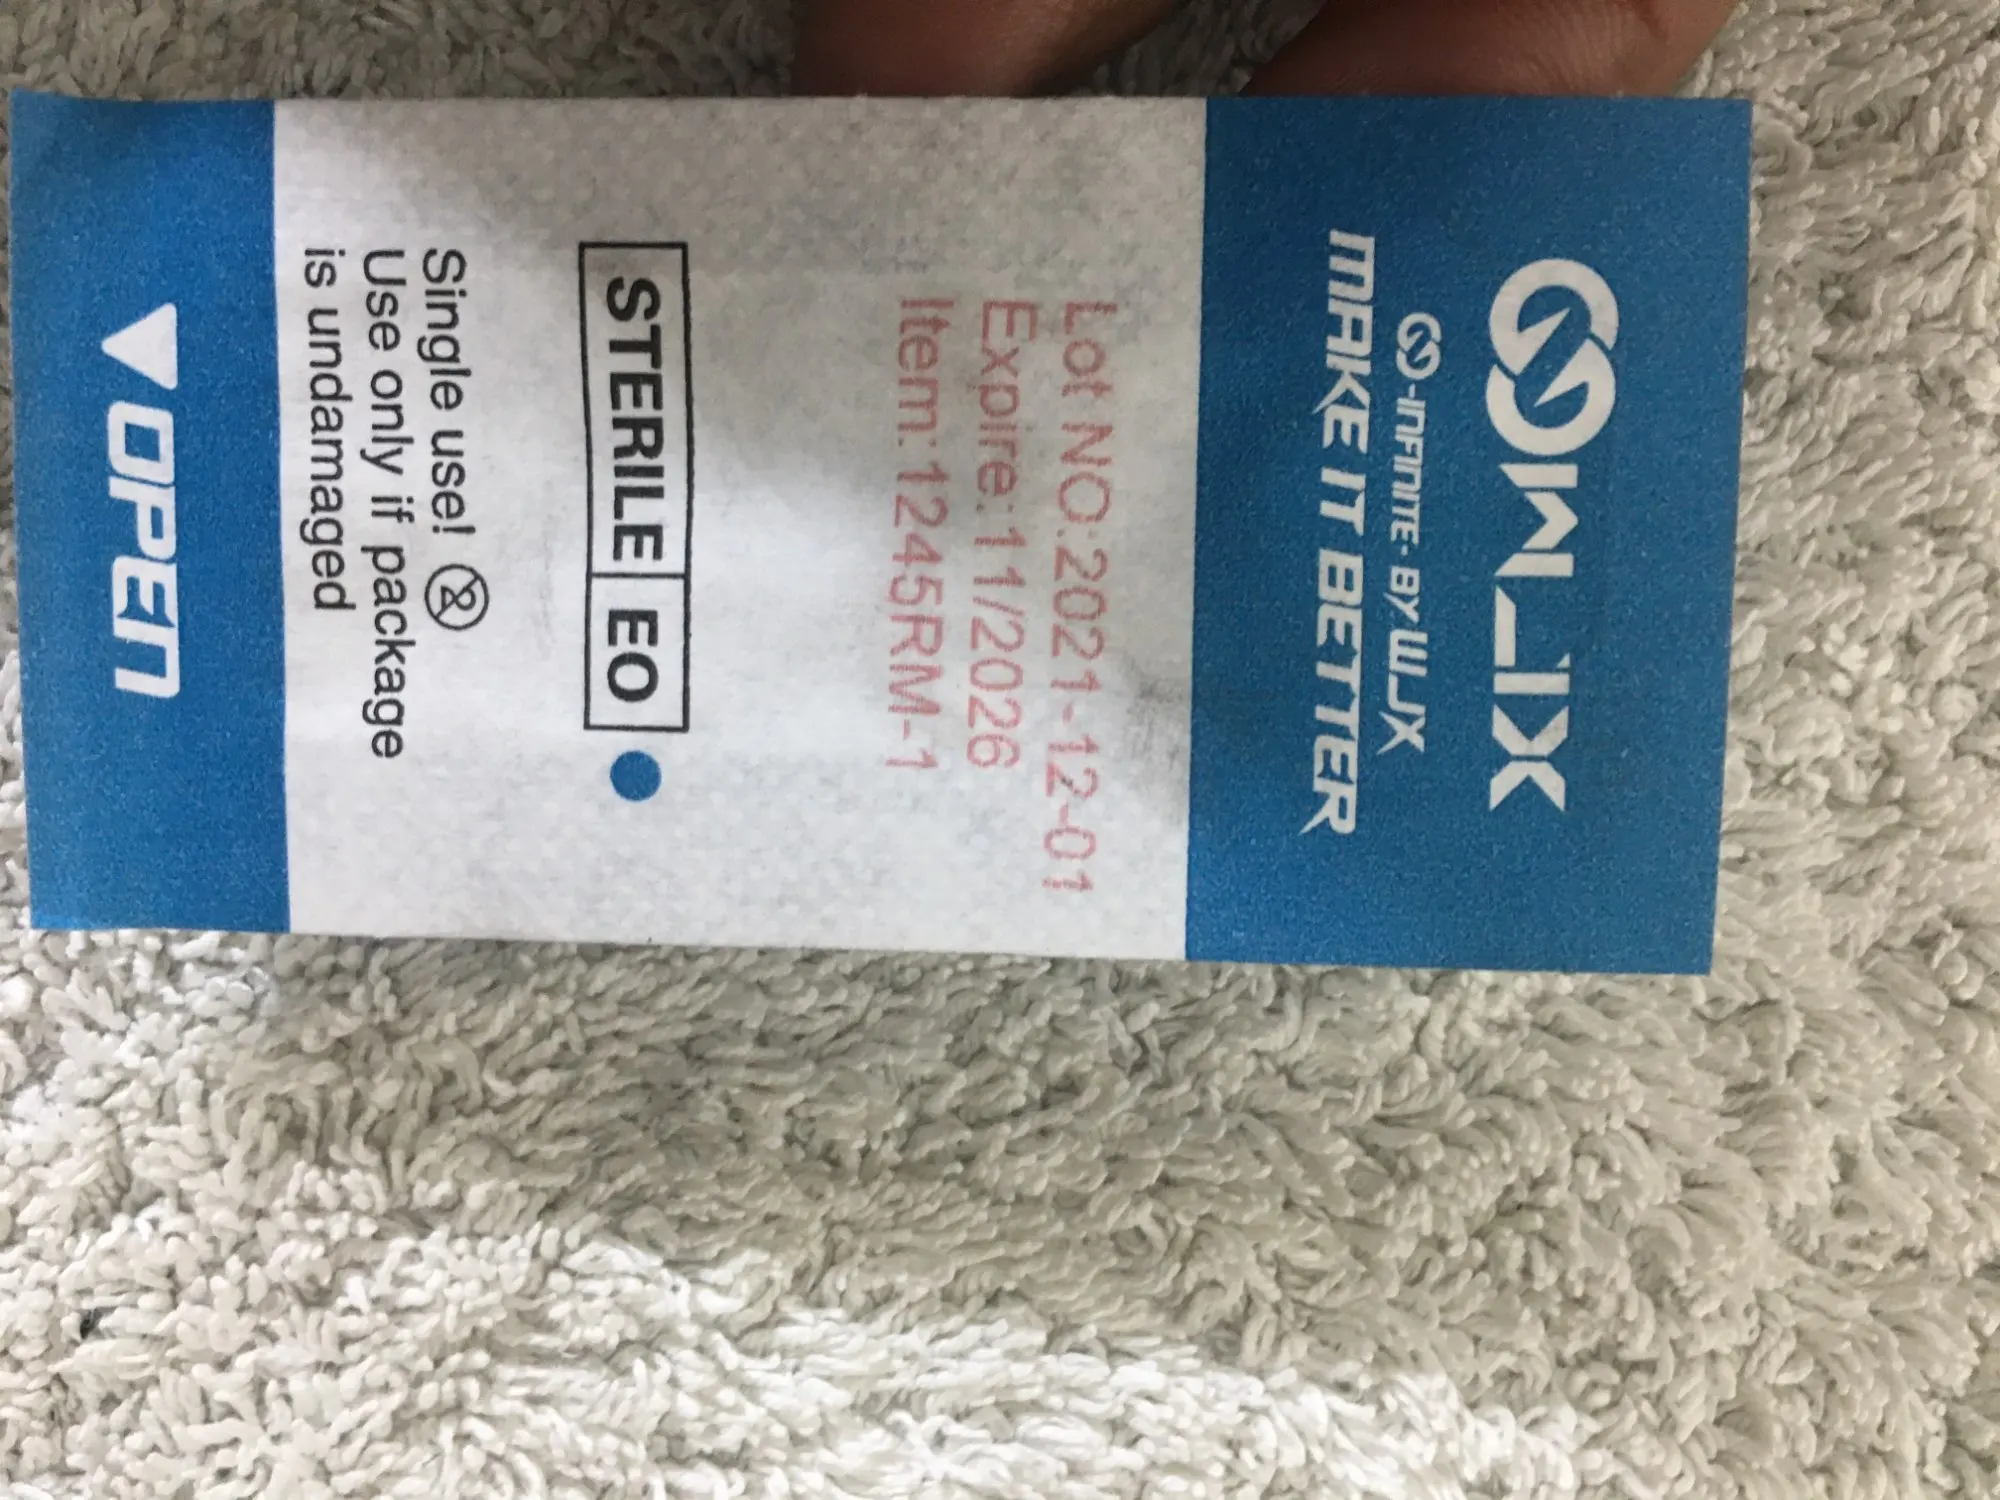 WJX
-INFINITE· BY WJX
MAKE IT BETTER
Lot NO:2021-12-01
Expire:11/2026
Item:1245RM-1
STERILE EO
Single use! 2
Use only if package
is undamaged
OPEN